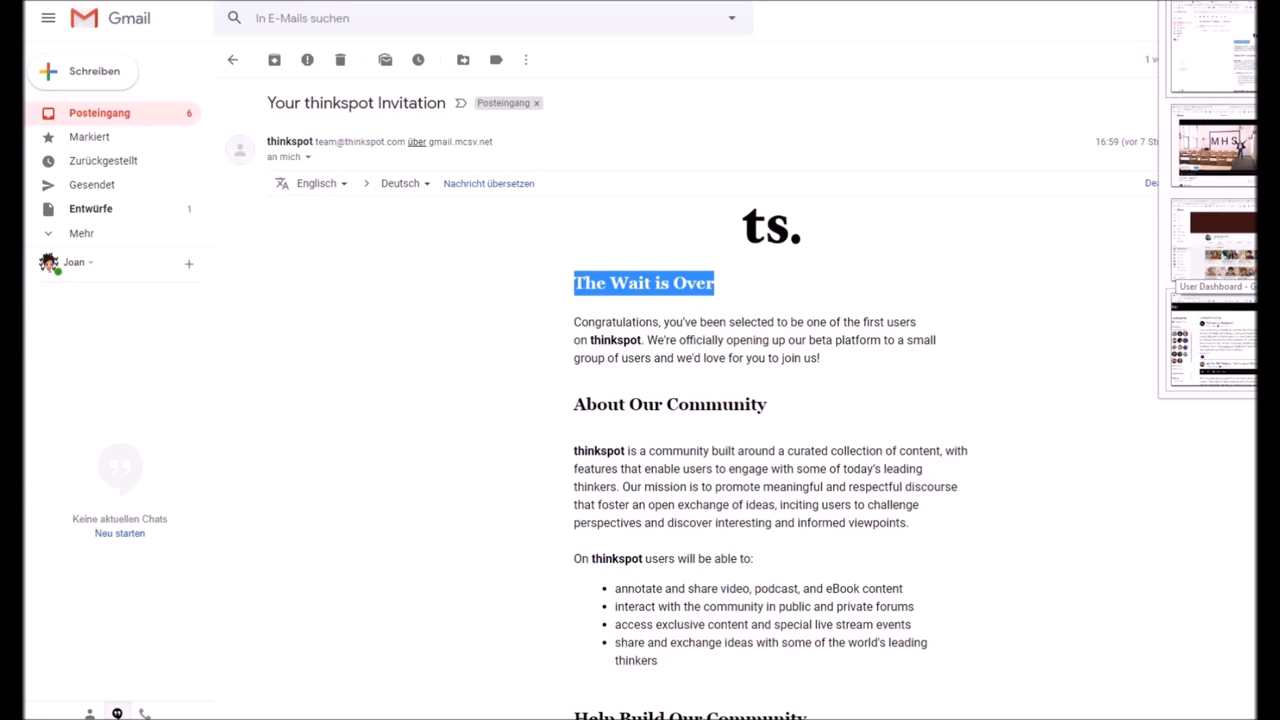 Gmail
In E-Mails suchen
Schreiben
Posteingang 6
Markiert
Zurückgestellt
Gesendet
Entwürfe 1
Mehr
Joan
Keine aktuellen Chats
Neu starten
Your thinkspot Invitation
Posteingang x
thinkspot team@thinkspot.com über gmail.mcsv.net
16:59 (vor 7
an mich
Englisch > Deutsch Nachricht übersetzen
ts.
The Wait is Over
Congratulations, you've been selected to be one of the first users
on thinkspot. We're officially opening up our beta platform to a small
group of users and we'd love for you to join us!
About Our Community
thinkspot is a community built around a curated collection of content, with
features that enable users to engage with some of today's leading
thinkers. Our mission is to promote meaningful and respectful discourse
that foster an open exchange of ideas, inciting users to challenge
perspectives and discover interesting and informed viewpoints.
On thinkspot users will be able to:
• annotate and share video, podcast, and eBook content
• interact with the community in public and private forums
• access exclusive content and special live stream events
• share and exchange ideas with some of the world's leading
thinkers
Help Build Our Community
MHS
User Dashboard - G